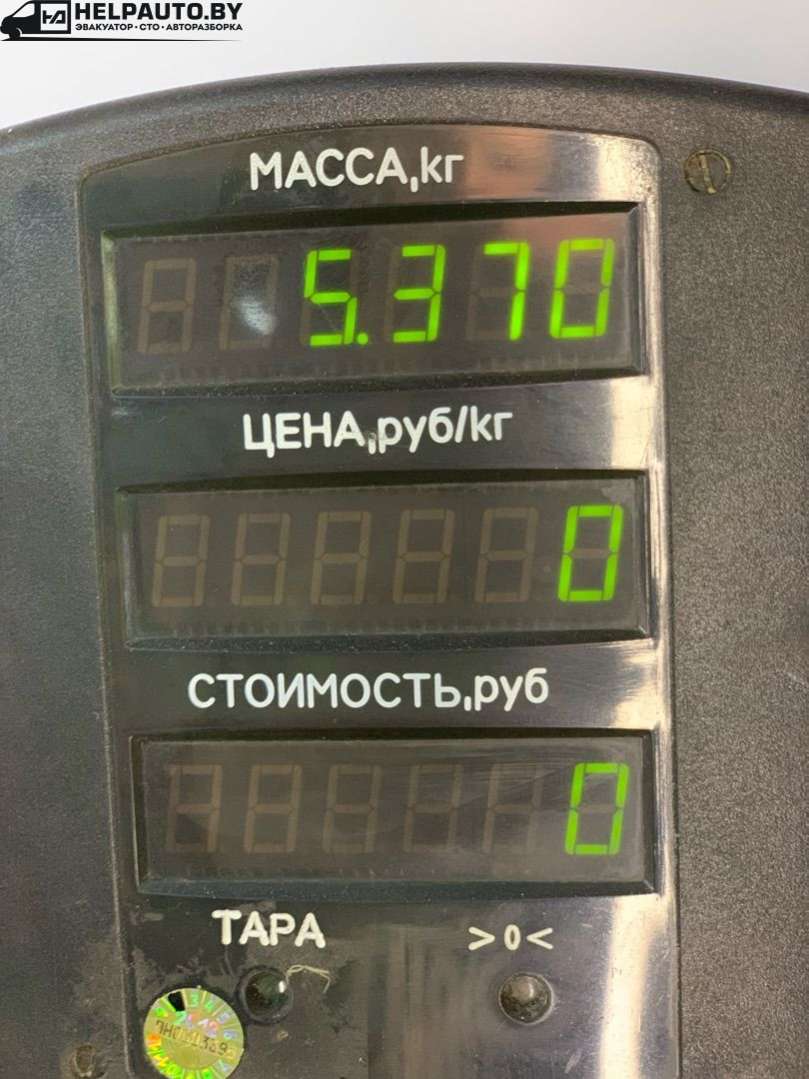 HELPAUTO.BY
ЭВАКУАТОР · СТО · АВТОРАЗБОРКА
МАССА,кг
5.370
ЦЕНА,руб/кг
0
СТОИМОСТЬ,руб
0
ТАРА >0<